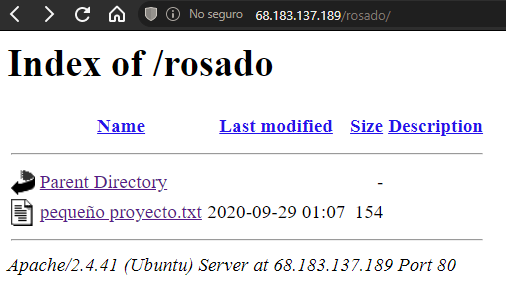 No seguro 68.183.137.189/rosado/
Index of /rosado
Name Last modified Size Description
Parent Directory -
pequeño proyecto.txt 2020-09-29 01:07 154
Apache/2.4.41 (Ubuntu) Server at 68.183.137.189 Port 80